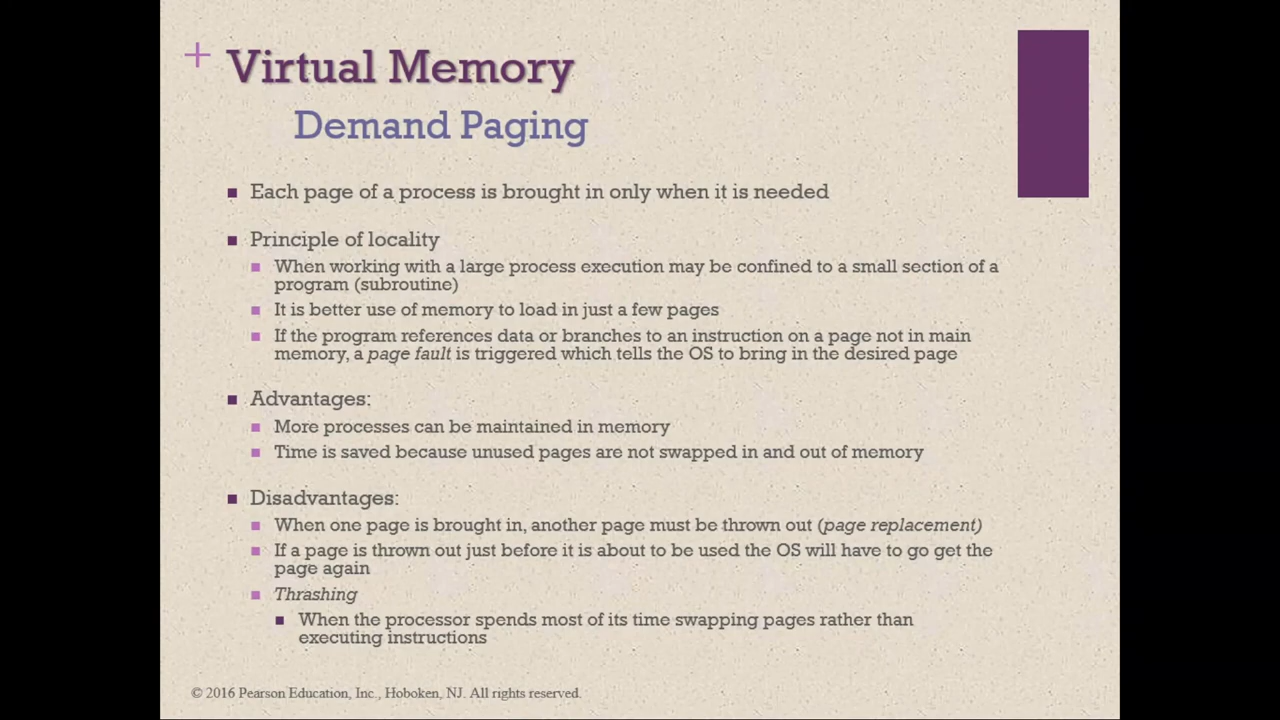 + Virtual Memory
Demand Paging
■ Each page of a process is brought in only when it is needed
■ Principle of locality
■ When working with a large process execution may be confined to a small section of a
program (subroutine)
■ It is better use of memory to load in just a few pages
■ If the program references data or branches to an instruction on a page not in main
memory, a page fault is triggered which tells the OS to bring in the desired page
■ Advantages:
■ More processes can be maintained in memory
■ Time is saved because unused pages are not swapped in and out of memory
■ Disadvantages:
■ When one page is brought in, another page must be thrown out (page replacement)
■ If a page is thrown out just before it is about to be used the OS will have to go get the
page again
■ Thrashing
■ When the processor spends most of its time swapping pages rather than
executing instructions
© 2016 Pearson Education, Inc., Hoboken, NJ. All rights reserved.